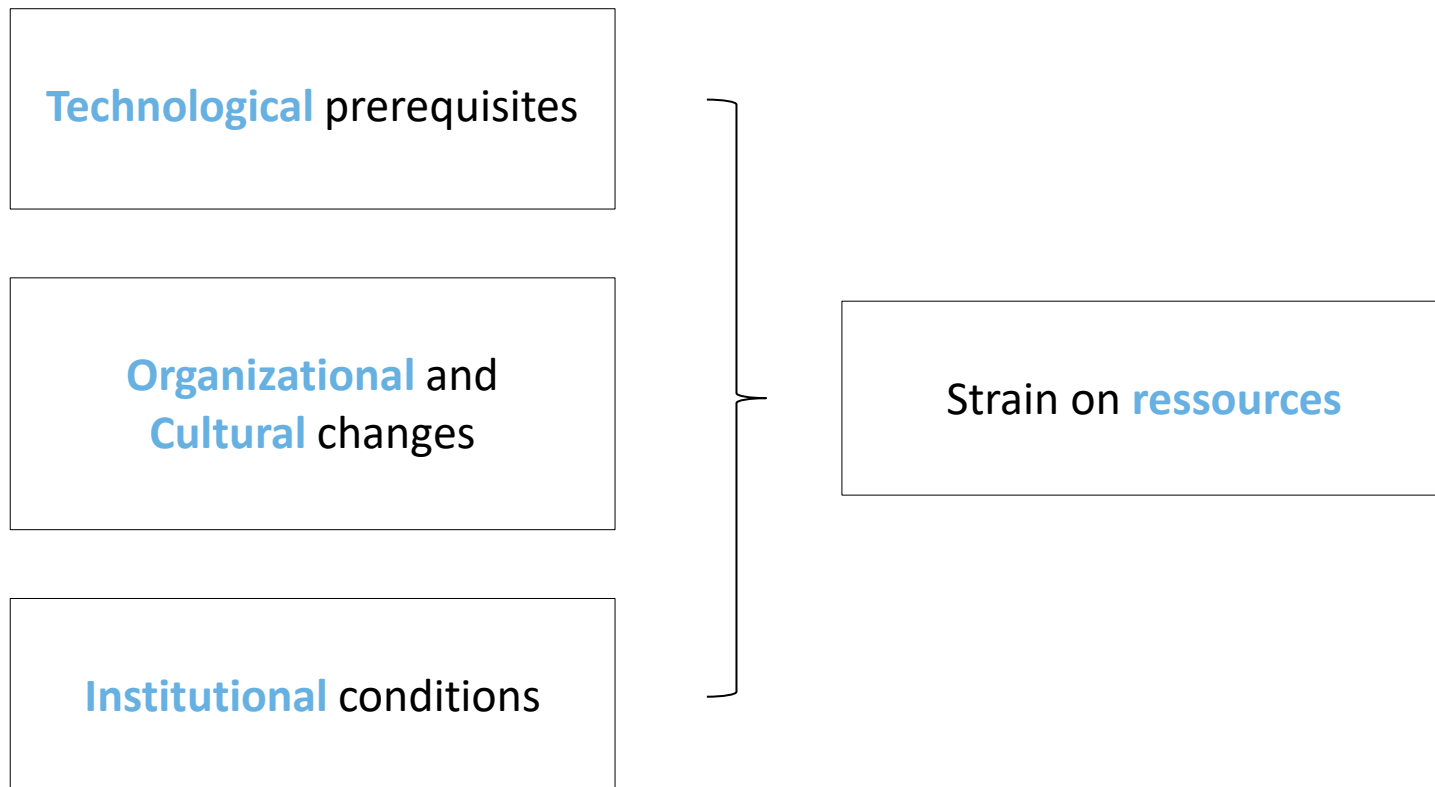 Technological prerequisites
Organizational and
Cultural changes
Strain on ressources
Institutional conditions